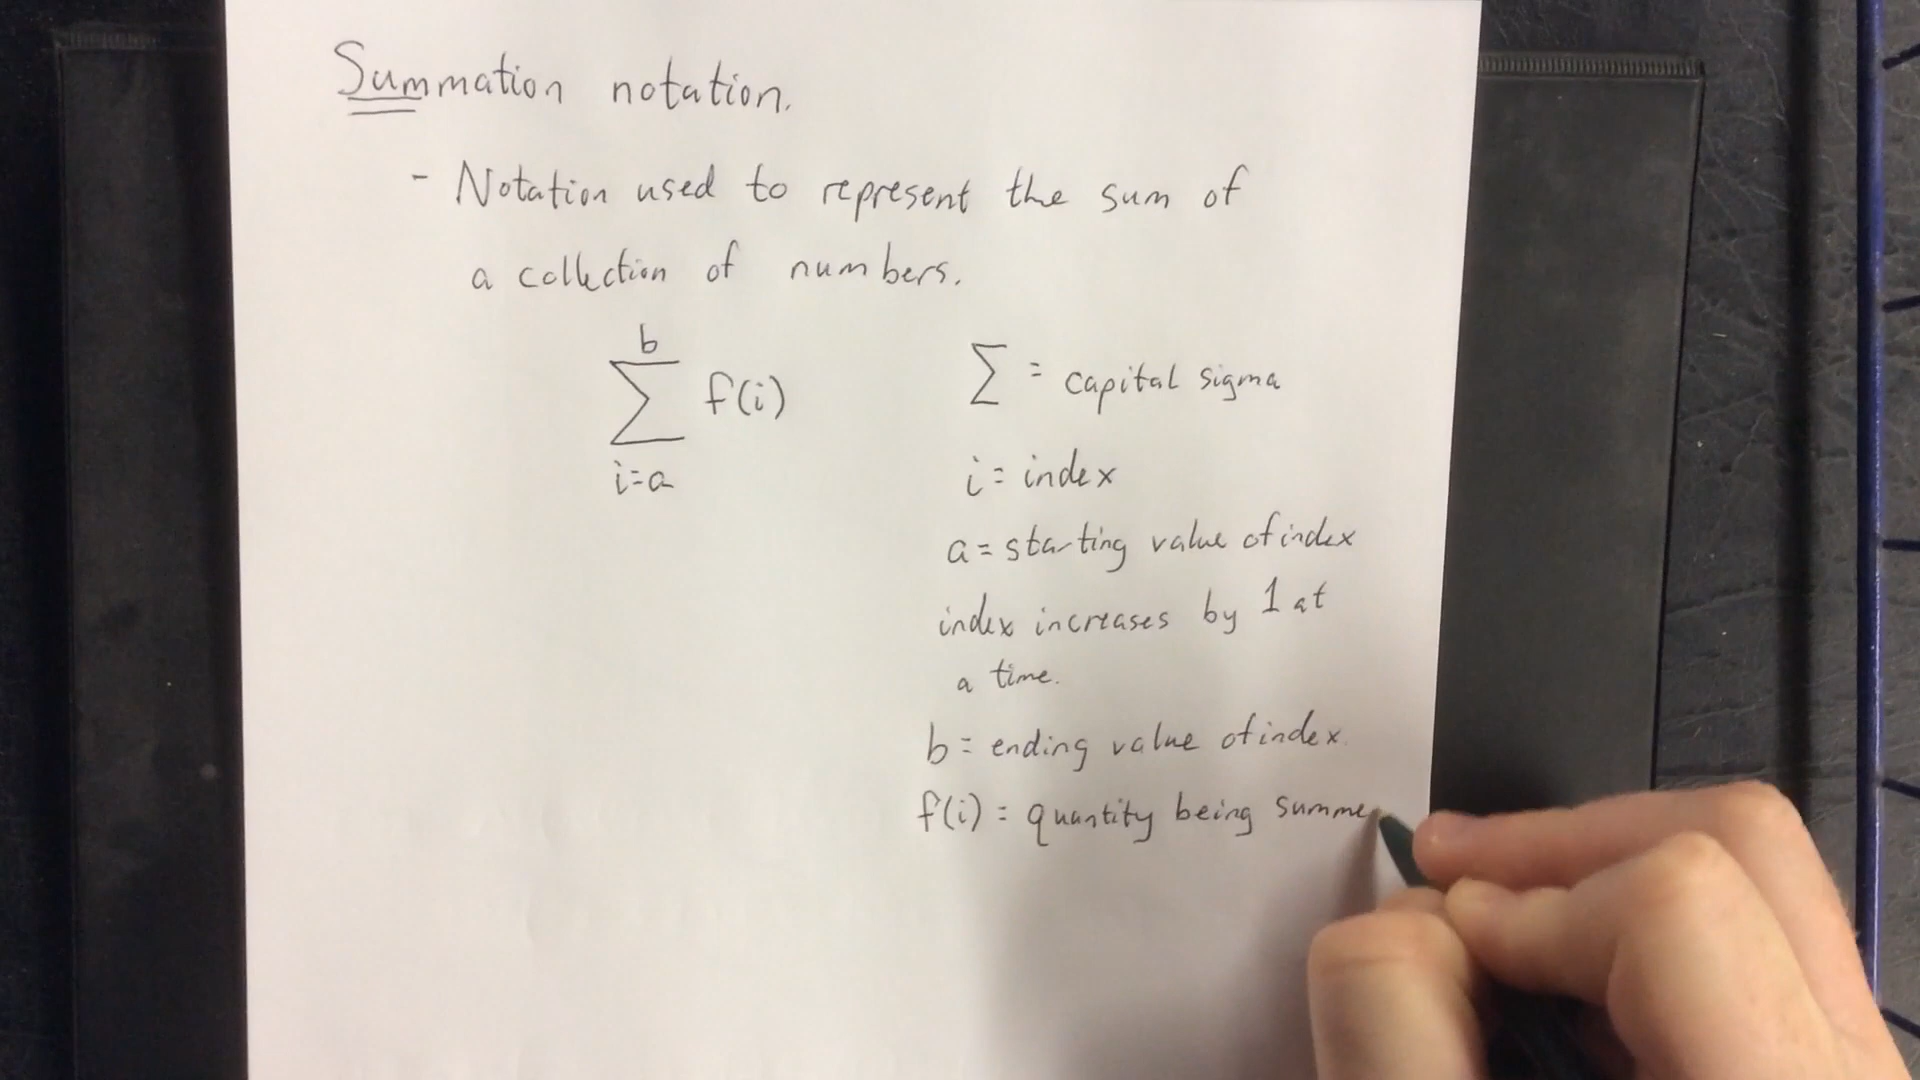 Summation notation.
- Notation used to represent the sum of
a collection of numbers.
b
∑ f(i)
i=a
∑ = capital sigma
i = index
a = starting value of index
index increases by 1 at
a time.
b = ending value of index.
f(i) = quantity being summe